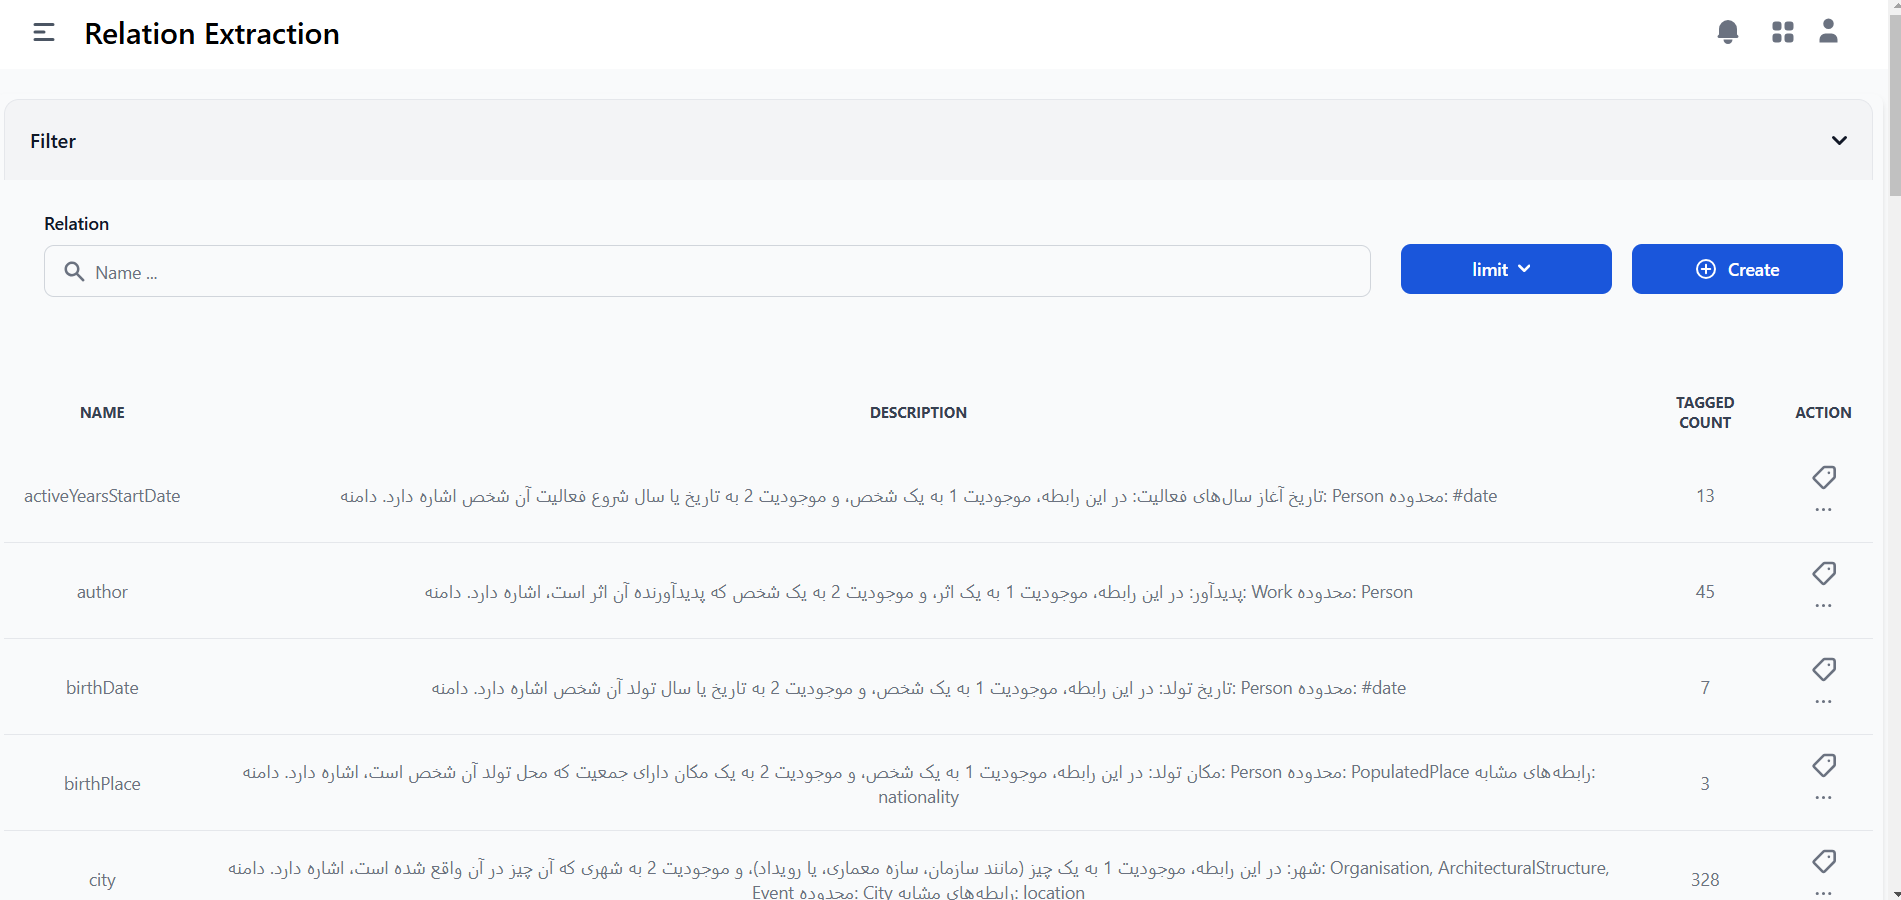 Relation Extraction
Filter
Relation
Name ...
limit
Create
NAME
DESCRIPTION
TAGGED
COUNT
ACTION
activeYearsStartDate
تاریخ آغاز سال‌های فعالیت: در این رابطه، موجودیت 1 به یک شخص، و موجودیت 2 به تاریخ یا سال شروع فعالیت آن شخص اشاره دارد. دامنه: Person محدوده: #date
13
...
author
پدیدآور: در این رابطه، موجودیت 1 به یک اثر، و موجودیت 2 به یک شخص که پدیدآورنده آن اثر است، اشاره دارد. دامنه: Work محدوده: Person
45
...
birthDate
تاریخ تولد: در این رابطه، موجودیت 1 به یک شخص، و موجودیت 2 به تاریخ یا سال تولد آن شخص اشاره دارد. دامنه: Person محدوده: #date
7
...
birthPlace
مکان تولد: در این رابطه، موجودیت 1 به یک شخص، و موجودیت 2 به یک مکان دارای جمعیت که محل تولد آن شخص است، اشاره دارد. دامنه: Person محدوده: PopulatedPlace رابطه‌های مشابه:
nationality
3
...
city
شهر: در این رابطه، موجودیت 1 به یک چیز (مانند سازمان، سازه معماری، یا رویداد)، و موجودیت 2 به شهری که آن چیز در آن واقع شده است، اشاره دارد. دامنه: Organisation, ArchitecturalStructure,
Event محدوده: City رابطه‌های مشابه: location
328
...